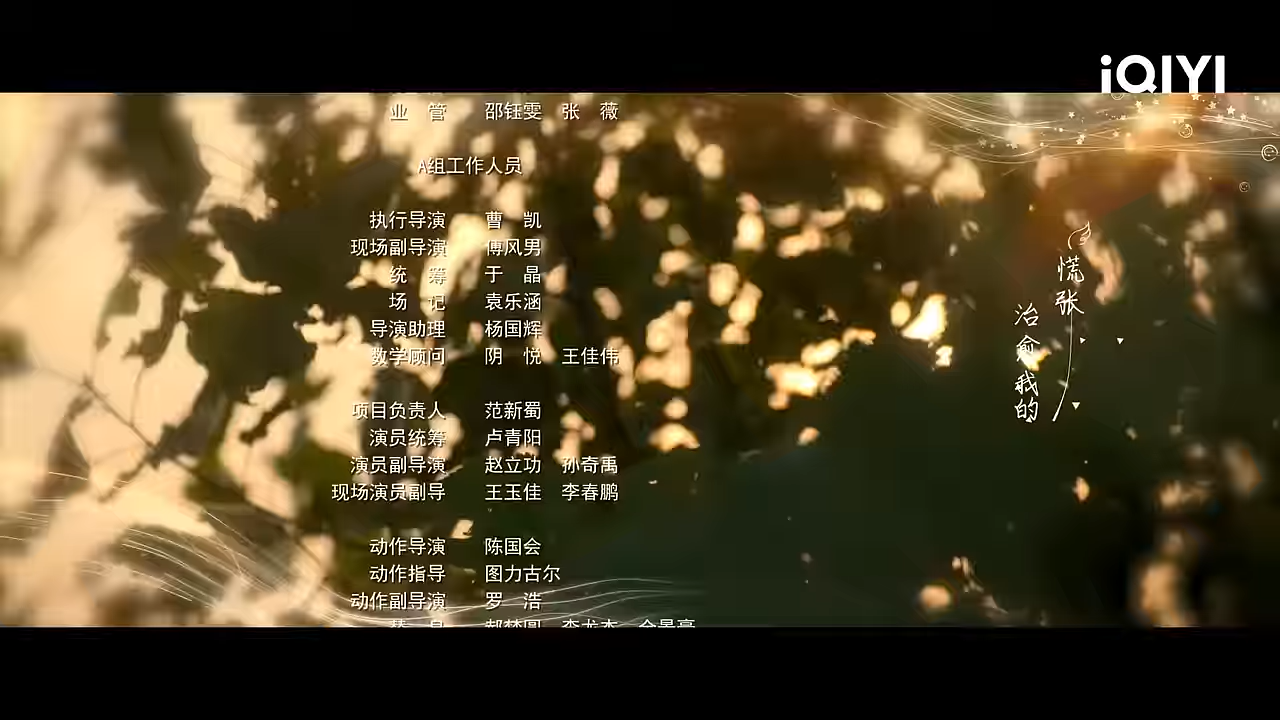 iQIYI
业 管 邵钰雯 张 薇
A组工作人员
执行导演 曹 凯
现场副导演 傅风男
统 筹 于 晶
场 记 袁乐涵
导演助理 杨国辉
数学顾问 阴 悦 王佳伟
项目负责人 范新蜀
演员统筹 卢青阳
演员副导演 赵立功 孙奇禹
现场演员副导 王玉佳 李春鹏
动作导演 陈国会
动作指导 图力古尔
动作副导演 罗 浩
慌张
治愈我的